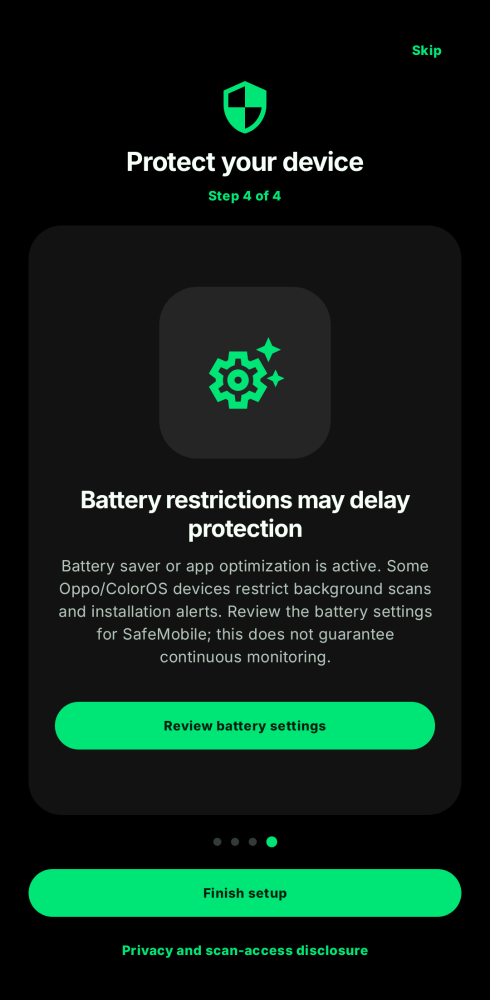 Skip
Protect your device
Step 4 of 4
Battery restrictions may delay
protection
Battery saver or app optimization is active. Some
Oppo/ColorOS devices restrict background scans
and installation alerts. Review the battery settings
for SafeMobile; this does not guarantee
continuous monitoring.
Review battery settings
Finish setup
Privacy and scan-access disclosure